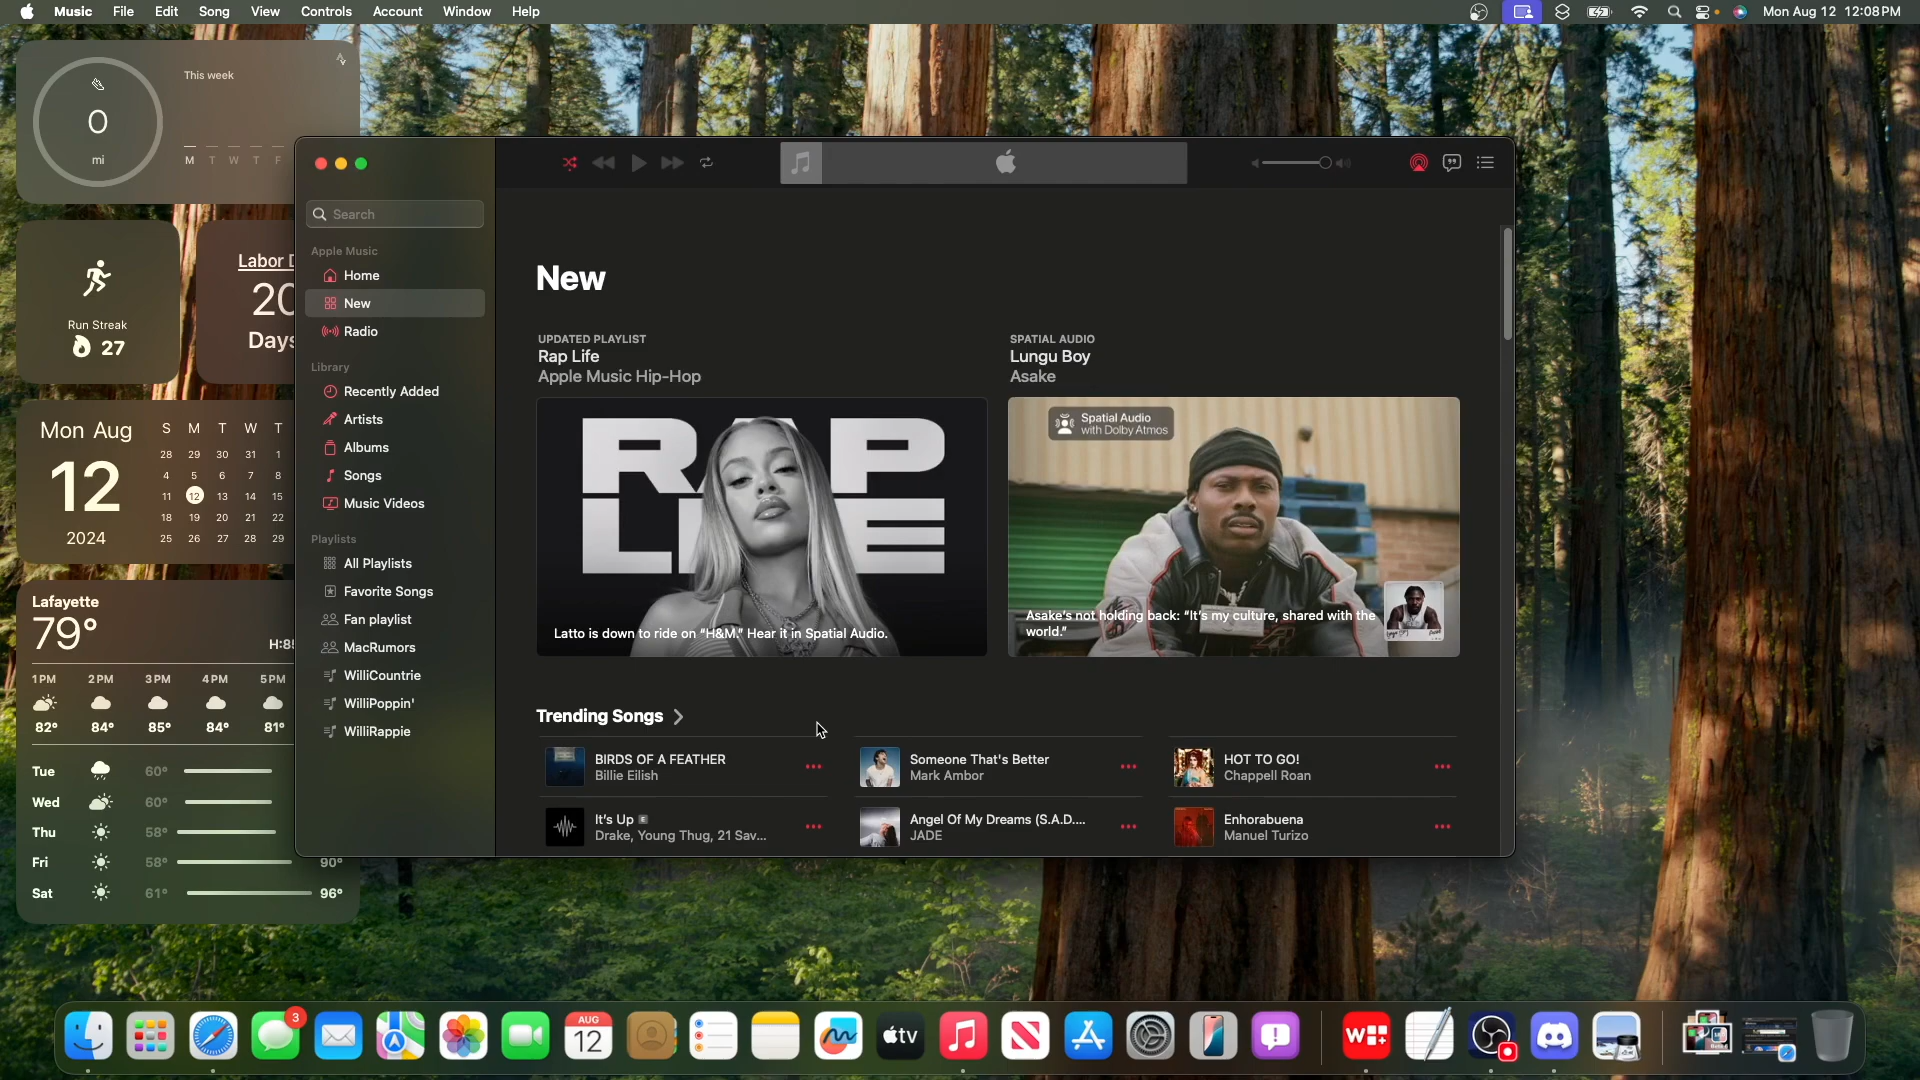 Music File Edit Song View Controls Account Window Help
Mon Aug 12 12:08 PM
This week
0
mi
M T W T F
Run Streak
27
Labor D
20
Days
Mon Aug
12
2024
S M T W T
28 29 30 31 1
4 5 6 7 8
11 12 13 14 15
18 19 20 21 22
25 26 27 28 29
Lafayette
79°
1PM 2PM 3PM 4PM 5PM
82° 84° 85° 84° 81°
Tue 60°
Wed 60°
Thu 58°
Fri 58° 90°
Sat 61° 96°
Search
Apple Music
Home
New
Radio
Library
Recently Added
Artists
Albums
Songs
Music Videos
Playlists
All Playlists
Favorite Songs
Fan playlist
MacRumors
WilliCountrie
WilliPoppin'
WilliRappie
New
UPDATED PLAYLIST
Rap Life
Apple Music Hip-Hop
RAP
LIFE
Latto is down to ride on “H&M.” Hear it in Spatial Audio.
SPATIAL AUDIO
Lungu Boy
Asake
Spatial Audio
with Dolby Atmos
Asake's not holding back: “It's my culture, shared with the
world.”
Trending Songs
BIRDS OF A FEATHER
Billie Eilish
Someone That's Better
Mark Ambor
HOT TO GO!
Chappell Roan
It's Up E
Drake, Young Thug, 21 Sav...
Angel Of My Dreams (S.A.D....
JADE
Enhorabuena
Manuel Turizo
3
AUG
12
tv